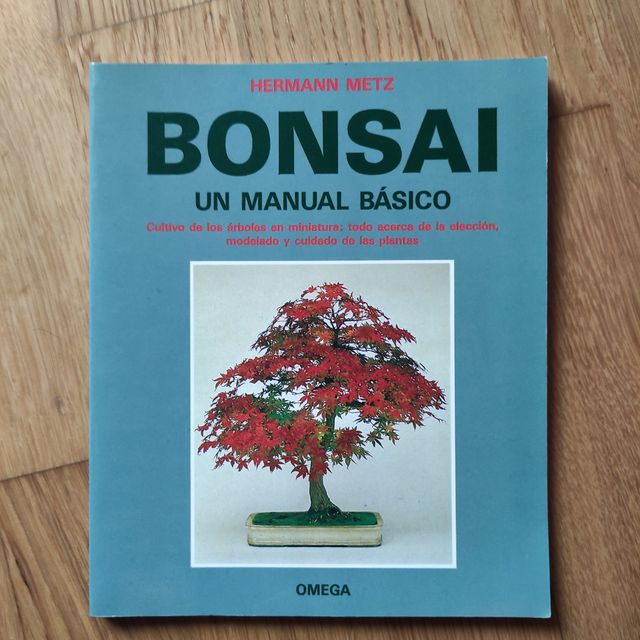 HERMANN METZ
BONSAI
UN MANUAL BÁSICO
Cultivo de los árboles en miniatura: todo acerca de la elección,
modelado y cuidado de las plantas
OMEGA